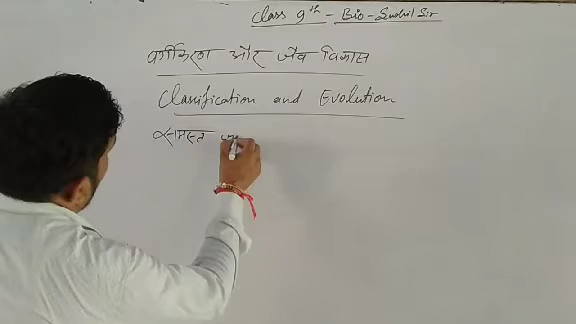 Class 9th - Bio - Sushil Sir
वर्गीकरण और जैव विकास
Classification and Evolution
समस्त